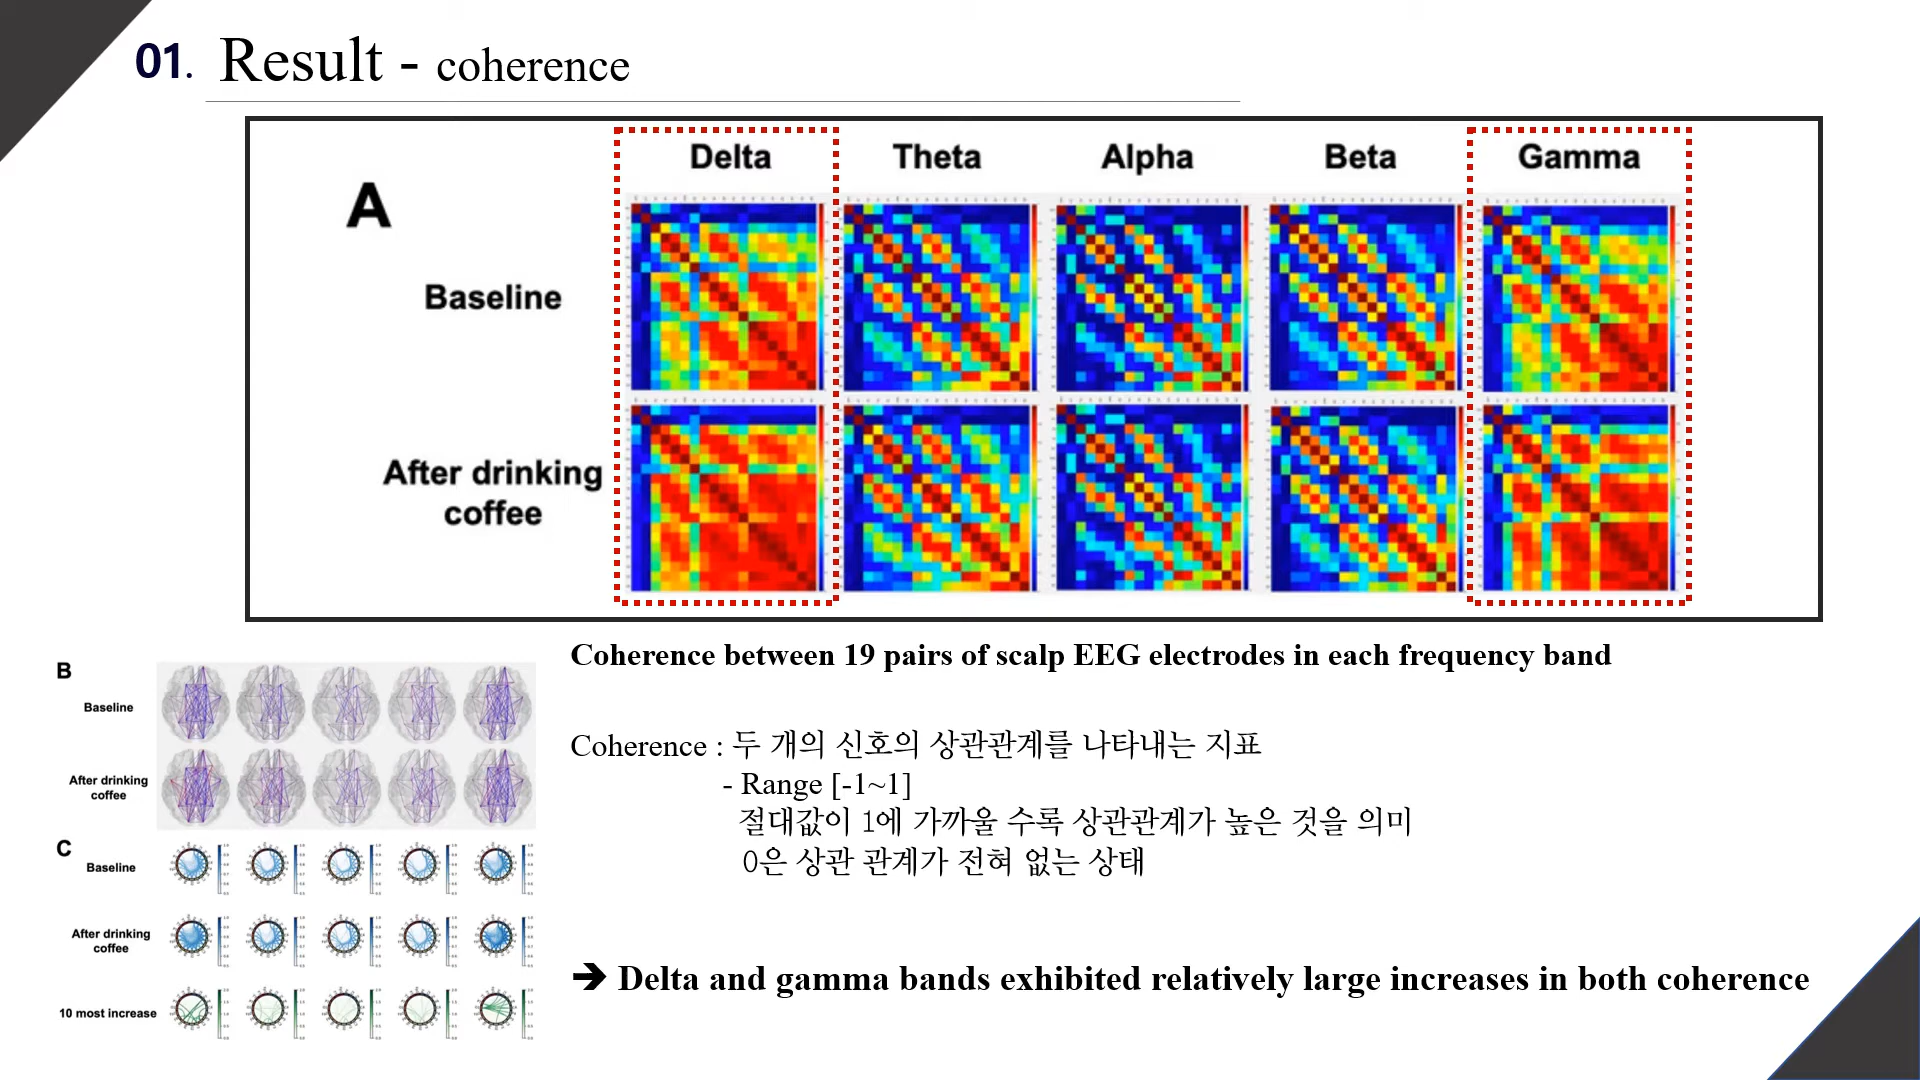 01. Result - coherence
Delta Theta Alpha Beta Gamma
A
Baseline
After drinking
coffee
B
Baseline
After drinking
coffee
C
Baseline
After drinking
coffee
10 most increase
Coherence between 19 pairs of scalp EEG electrodes in each frequency band
Coherence : 두 개의 신호의 상관관계를 나타내는 지표
- Range [-1~1]
절대값이 1에 가까울 수록 상관관계가 높은 것을 의미
0은 상관 관계가 전혀 없는 상태
➔ Delta and gamma bands exhibited relatively large increases in both coherence